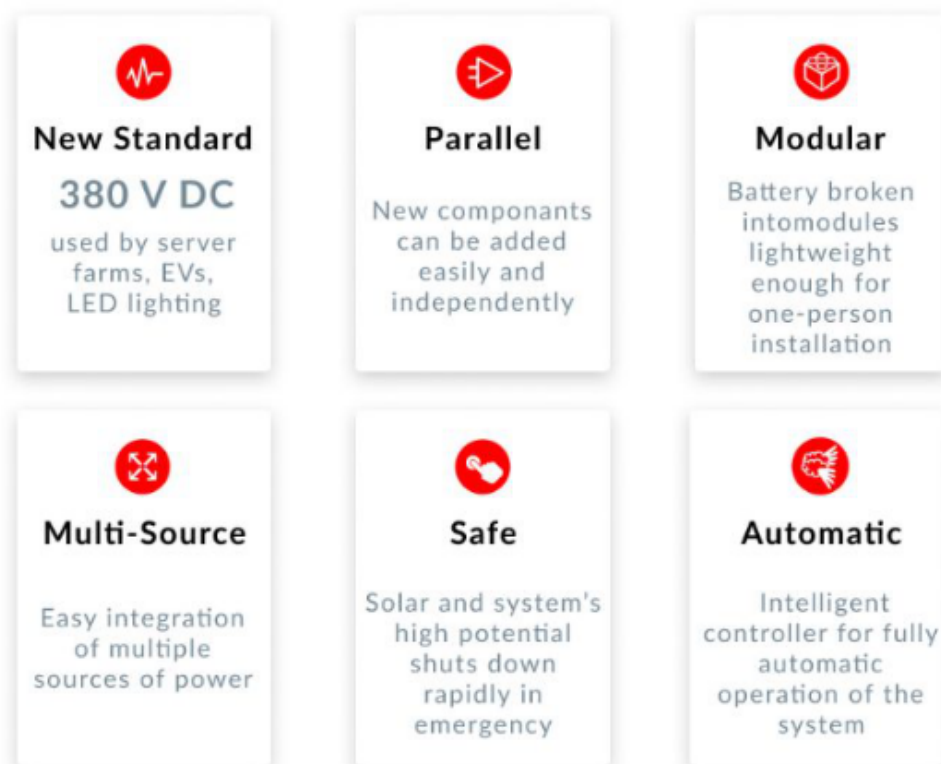 New Standard
380 V DC
used by server
farms, EVs,
LED lighting
Parallel
New componants
can be added
easily and
independently
Modular
Battery broken
intomodules
lightweight
enough for
one-person
installation
Multi-Source
Easy integration
of multiple
sources of power
Safe
Solar and system's
high potential
shuts down
rapidly in
emergency
Automatic
Intelligent
controller for fully
automatic
operation of the
system